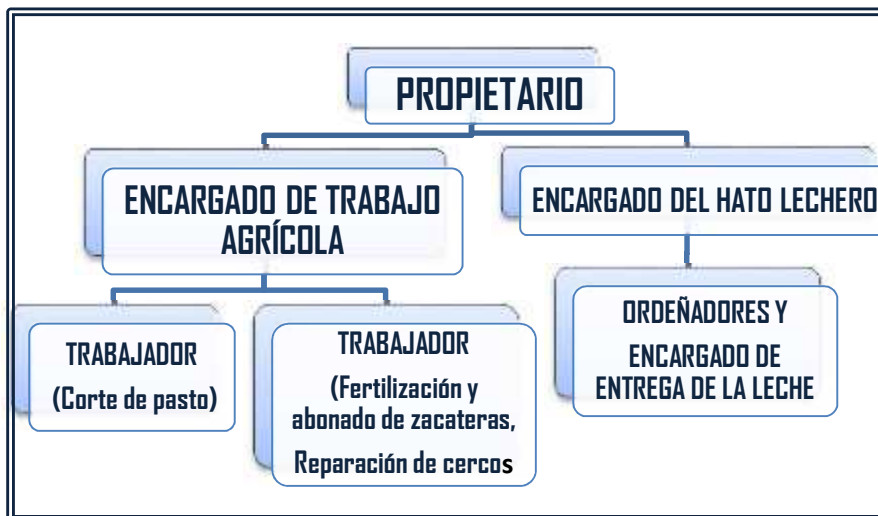 PROPIETARIO
ENCARGADO DE TRABAJO
AGRÍCOLA
ENCARGADO DEL HATO LECHERO
TRABAJADOR
(Corte de pasto)
TRABAJADOR
(Fertilización y
abonado de zacateras,
Reparación de cercos
ORDEÑADORES Y
ENCARGADO DE
ENTREGA DE LA LECHE